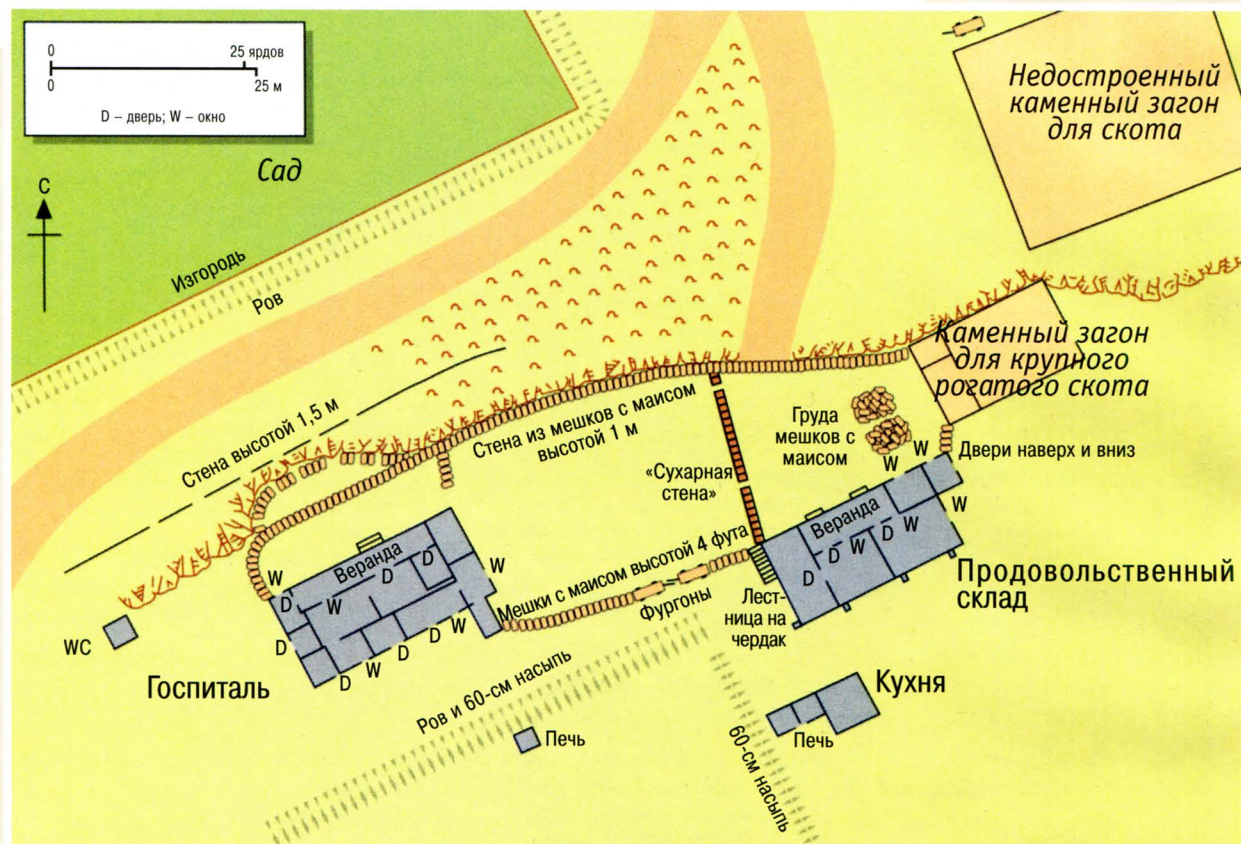 0 25 ярдов
0 25 м
D – дверь; W – окно
С
Сад
Изгородь
Ров
Недостроенный
каменный загон
для скота
Каменный загон
для крупного
рогатого скота
Стена высотой 1,5 м
Стена из мешков с маисом
высотой 1 м
Груда
мешков с
маисом
«Сухарная
стена»
Двери наверх и вниз
W W
Веранда
D W D W W
D
Продовольственный
склад
Мешки с маисом высотой 4 фута
Фургоны
Лест-
ница на
чердак
W
Веранда
D W D D W
D
D W D D W
Госпиталь
WC
Ров и 60-см насыпь
Печь
60-см насыпь
Кухня
Печь